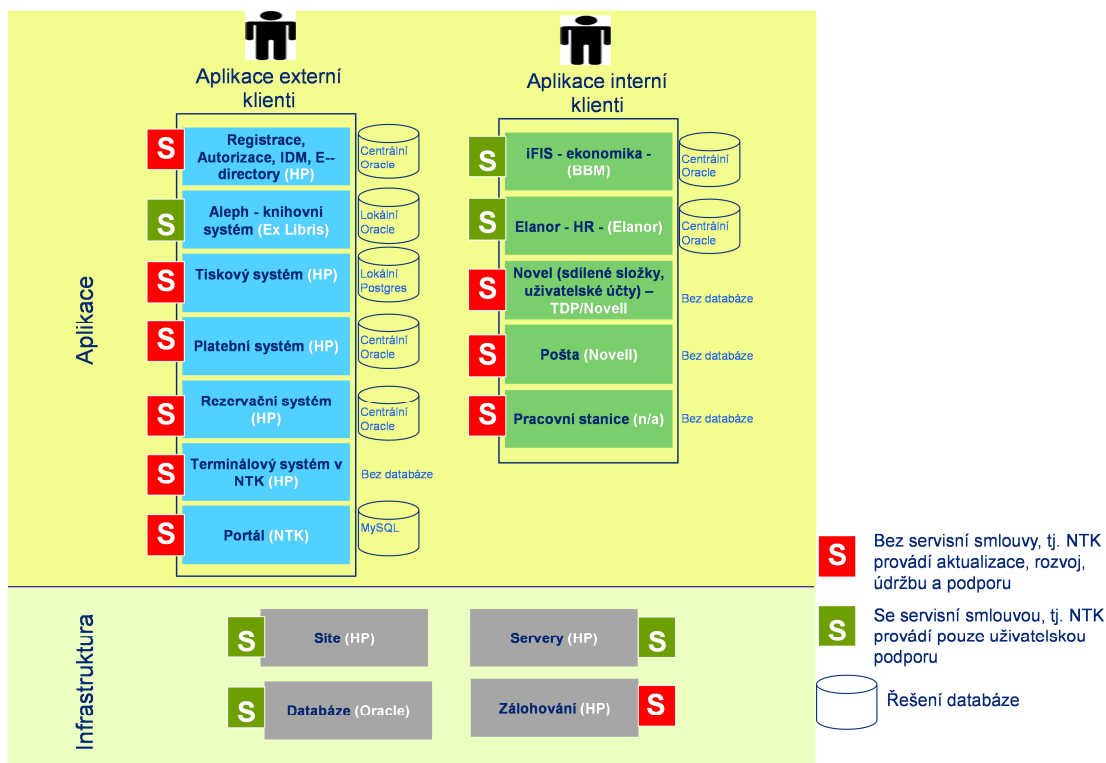 Aplikace externí
klienti
Aplikace interní
klienti
Aplikace
S
Registrace,
Autorizace, IDM, E--
directory (HP)
Centrální
Oracle
S
Aleph - knihovní
systém (Ex Libris)
Lokální
Oracle
S
Tiskový systém (HP)
Lokální
Postgres
S
Platební systém (HP)
Centrální
Oracle
S
Rezervační systém
(HP)
Centrální
Oracle
S
Terminálový systém v
NTK (HP)
Bez databáze
S
Portál (NTK)
MySQL
S
iFIS - ekonomika -
(BBM)
Centrální
Oracle
S
Elanor - HR - (Elanor)
Centrální
Oracle
S
Novel (sdílené složky,
uživatelské účty) –
TDP/Novell
Bez databáze
S
Pošta (Novell)
Bez databáze
S
Pracovní stanice (n/a)
Bez databáze
Infrastruktura
S
Síte (HP)
Servery (HP)
S
S
Databáze (Oracle)
Zálohování (HP)
S
S
Bez servisní smlouvy, tj. NTK
provádí aktualizace, rozvoj,
údržbu a podporu
S
Se servisní smlouvou, tj. NTK
provádí pouze uživatelskou
podporu
Řešení databáze